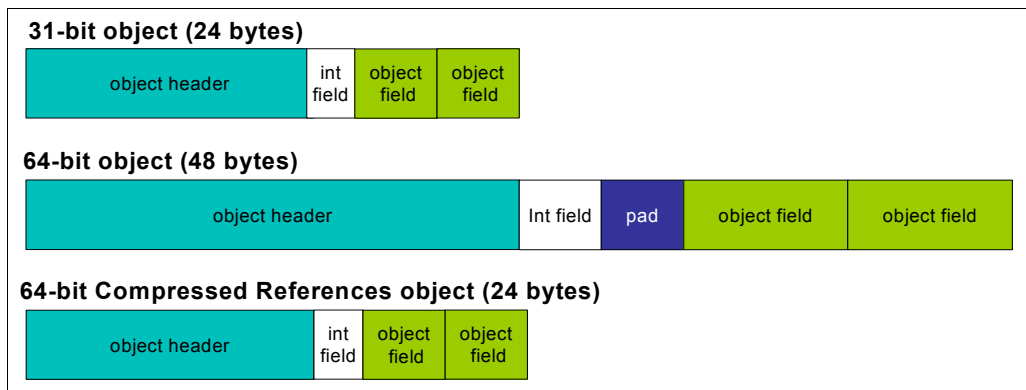 31-bit object (24 bytes)
object header
int
field
object
field
object
field
64-bit object (48 bytes)
object header
Int field
pad
object field
object field
64-bit Compressed References object (24 bytes)
object header
int
field
object
field
object
field